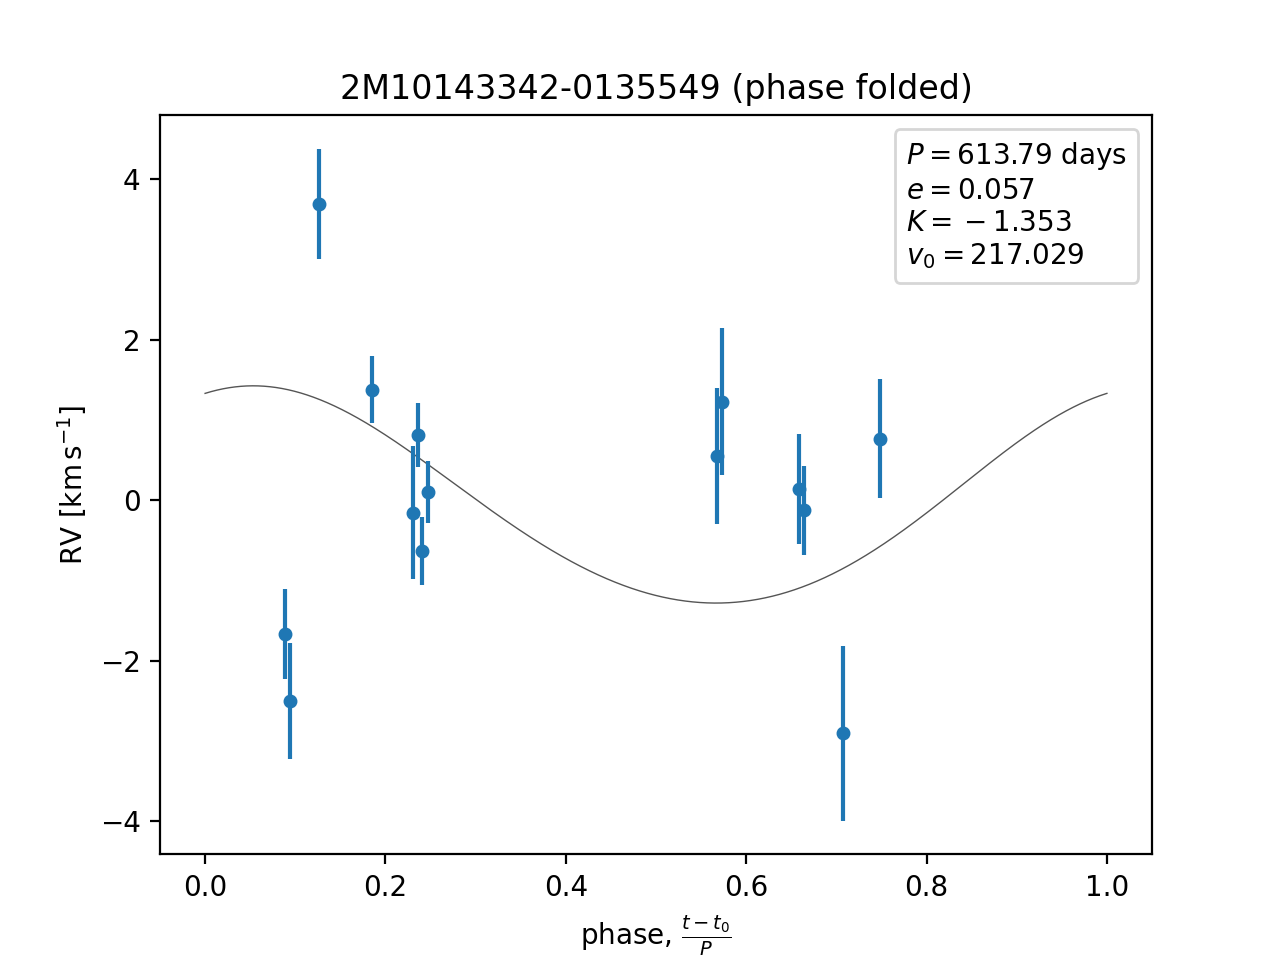 2M10143342-0135549 (phase folded)
P = 613.79 days
e = 0.057
K = −1.353
v₀ = 217.029
RV [km s⁻¹]
4
2
0
−2
−4
0.0 0.2 0.4 0.6 0.8 1.0
phase, (t − t₀)/P